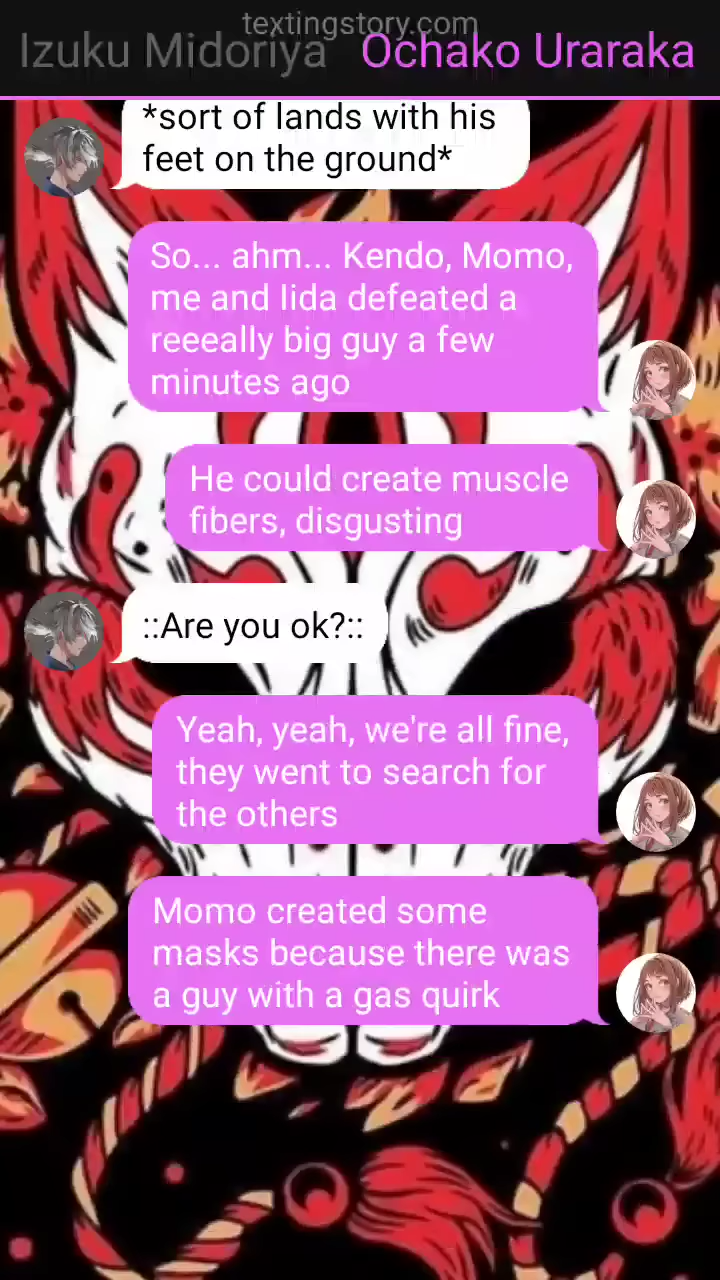 textingstory.com
Izuku Midoriya Ochako Uraraka
*sort of lands with his
feet on the ground*
So... ahm... Kendo, Momo,
me and Iida defeated a
reeeally big guy a few
minutes ago
He could create muscle
fibers, disgusting
::Are you ok?::
Yeah, yeah, we're all fine,
they went to search for
the others
Momo created some
masks because there was
a guy with a gas quirk